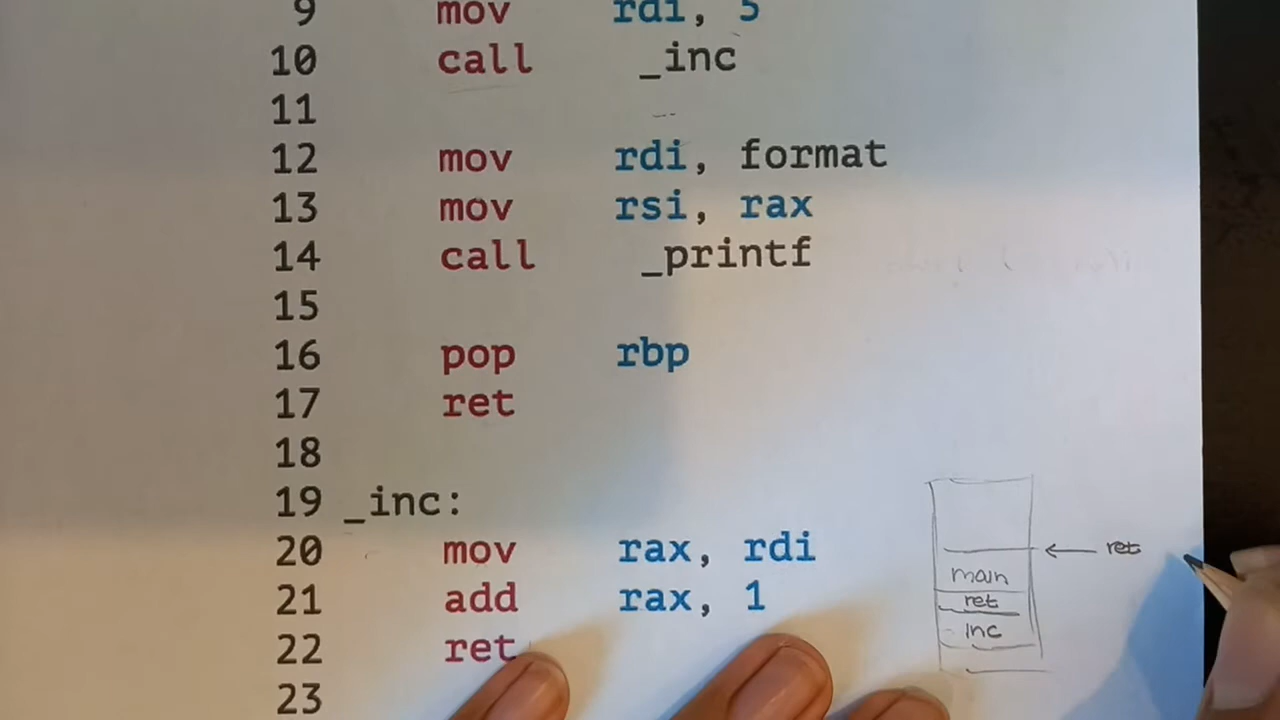 9 mov rdi, 5
10 call _inc
11
12 mov rdi, format
13 mov rsi, rax
14 call _printf
15
16 pop rbp
17 ret
18
19 _inc:
20 mov rax, rdi
21 add rax, 1
22 ret
23
ret
main
ret
inc